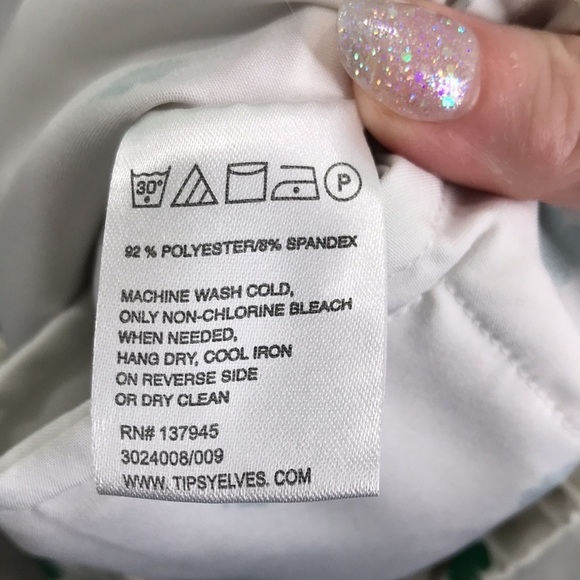 30°
P
92 % POLYESTER/8% SPANDEX
MACHINE WASH COLD,
ONLY NON-CHLORINE BLEACH
WHEN NEEDED,
HANG DRY, COOL IRON
ON REVERSE SIDE
OR DRY CLEAN
RN# 137945
3024008/009
WWW. TIPSYELVES. COM